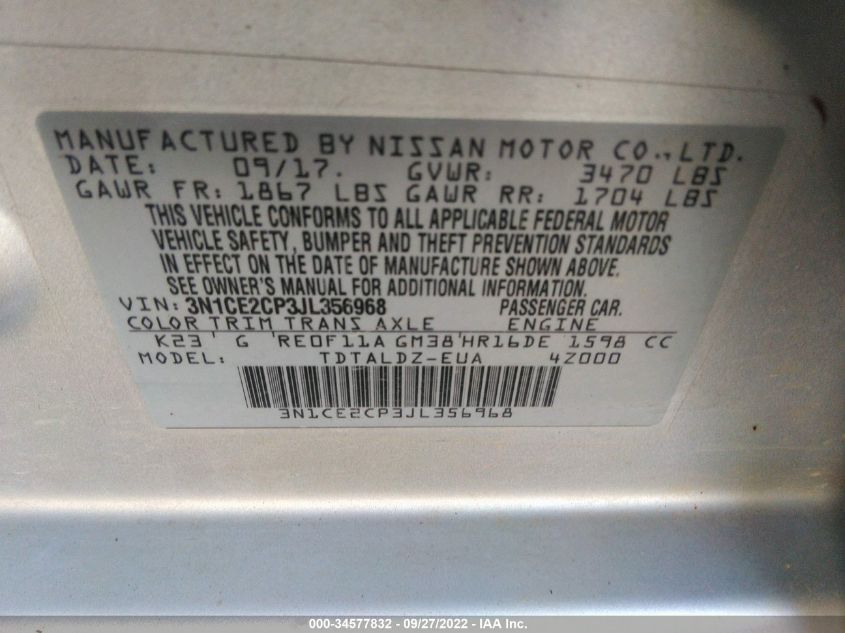 MANUFACTURED BY NISSAN MOTOR CO., LTD.
DATE: 09/17. GVWR: 3470 LBS
GAWR FR: 1867 LBS GAWR RR: 1704 LBS
THIS VEHICLE CONFORMS TO ALL APPLICABLE FEDERAL MOTOR
VEHICLE SAFETY, BUMPER AND THEFT PREVENTION STANDARDS
IN EFFECT ON THE DATE OF MANUFACTURE SHOWN ABOVE.
SEE OWNER'S MANUAL FOR ADDITIONAL INFORMATION.
VIN: 3N1CE2CP3JL356968 PASSENGER CAR.
COLOR TRIM TRANS AXLE ENGINE
K23 ' G ' RE0F11A GM38 ' HR16DE 1598 CC
MODEL: TDTALDZ-EUA 4Z000
3N1CE2CP3JL356968
000-34577832 - 09/27/2022 - IAA Inc.